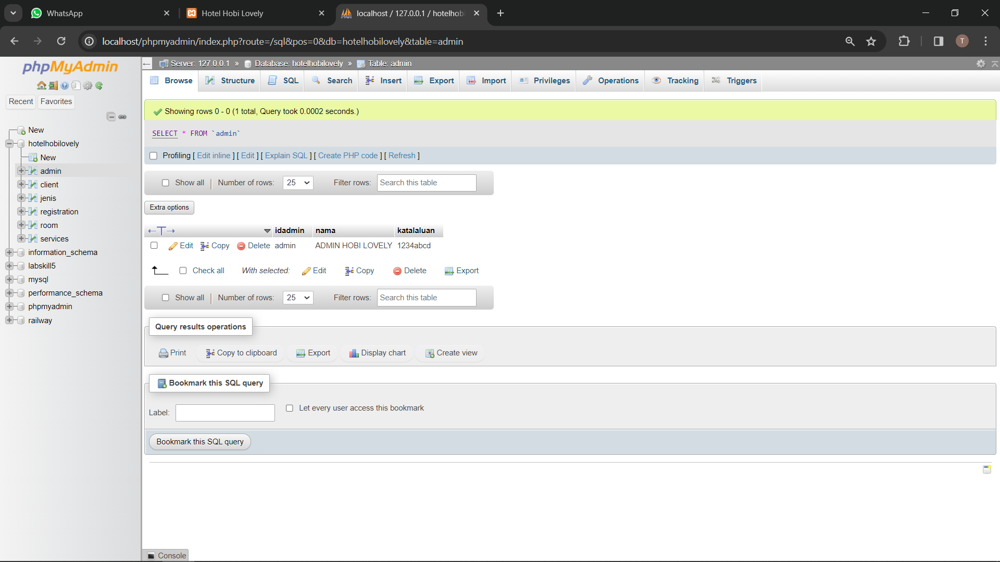 WhatsApp
Hotel Hobi Lovely
localhost / 127.0.0.1 / hotelhobi
localhost/phpmyadmin/index.php?route=/sql&pos=0&db=hotelhobilovely&table=admin
T
phpMyAdmin
Recent
Favorites
New
hotelhobilovely
New
admin
client
jenis
registration
room
services
information_schema
labskill5
mysql
performance_schema
phpmyadmin
railway
Server: 127.0.0.1 » Database: hotelhobilovely » Table: admin
Browse Structure SQL Search Insert Export Import Privileges Operations Tracking Triggers
Showing rows 0 - 0 (1 total, Query took 0.0002 seconds.)
SELECT * FROM `admin`
Profiling [ Edit inline ] [ Edit ] [ Explain SQL ] [ Create PHP code ] [ Refresh ]
Show all Number of rows: 25 Filter rows: Search this table
Extra options
←T→ idadmin nama katalaluan
Edit Copy Delete admin ADMIN HOBI LOVELY 1234abcd
Check all With selected: Edit Copy Delete Export
Show all Number of rows: 25 Filter rows: Search this table
Query results operations
Print Copy to clipboard Export Display chart Create view
Bookmark this SQL query
Label: Let every user access this bookmark
Bookmark this SQL query
Console